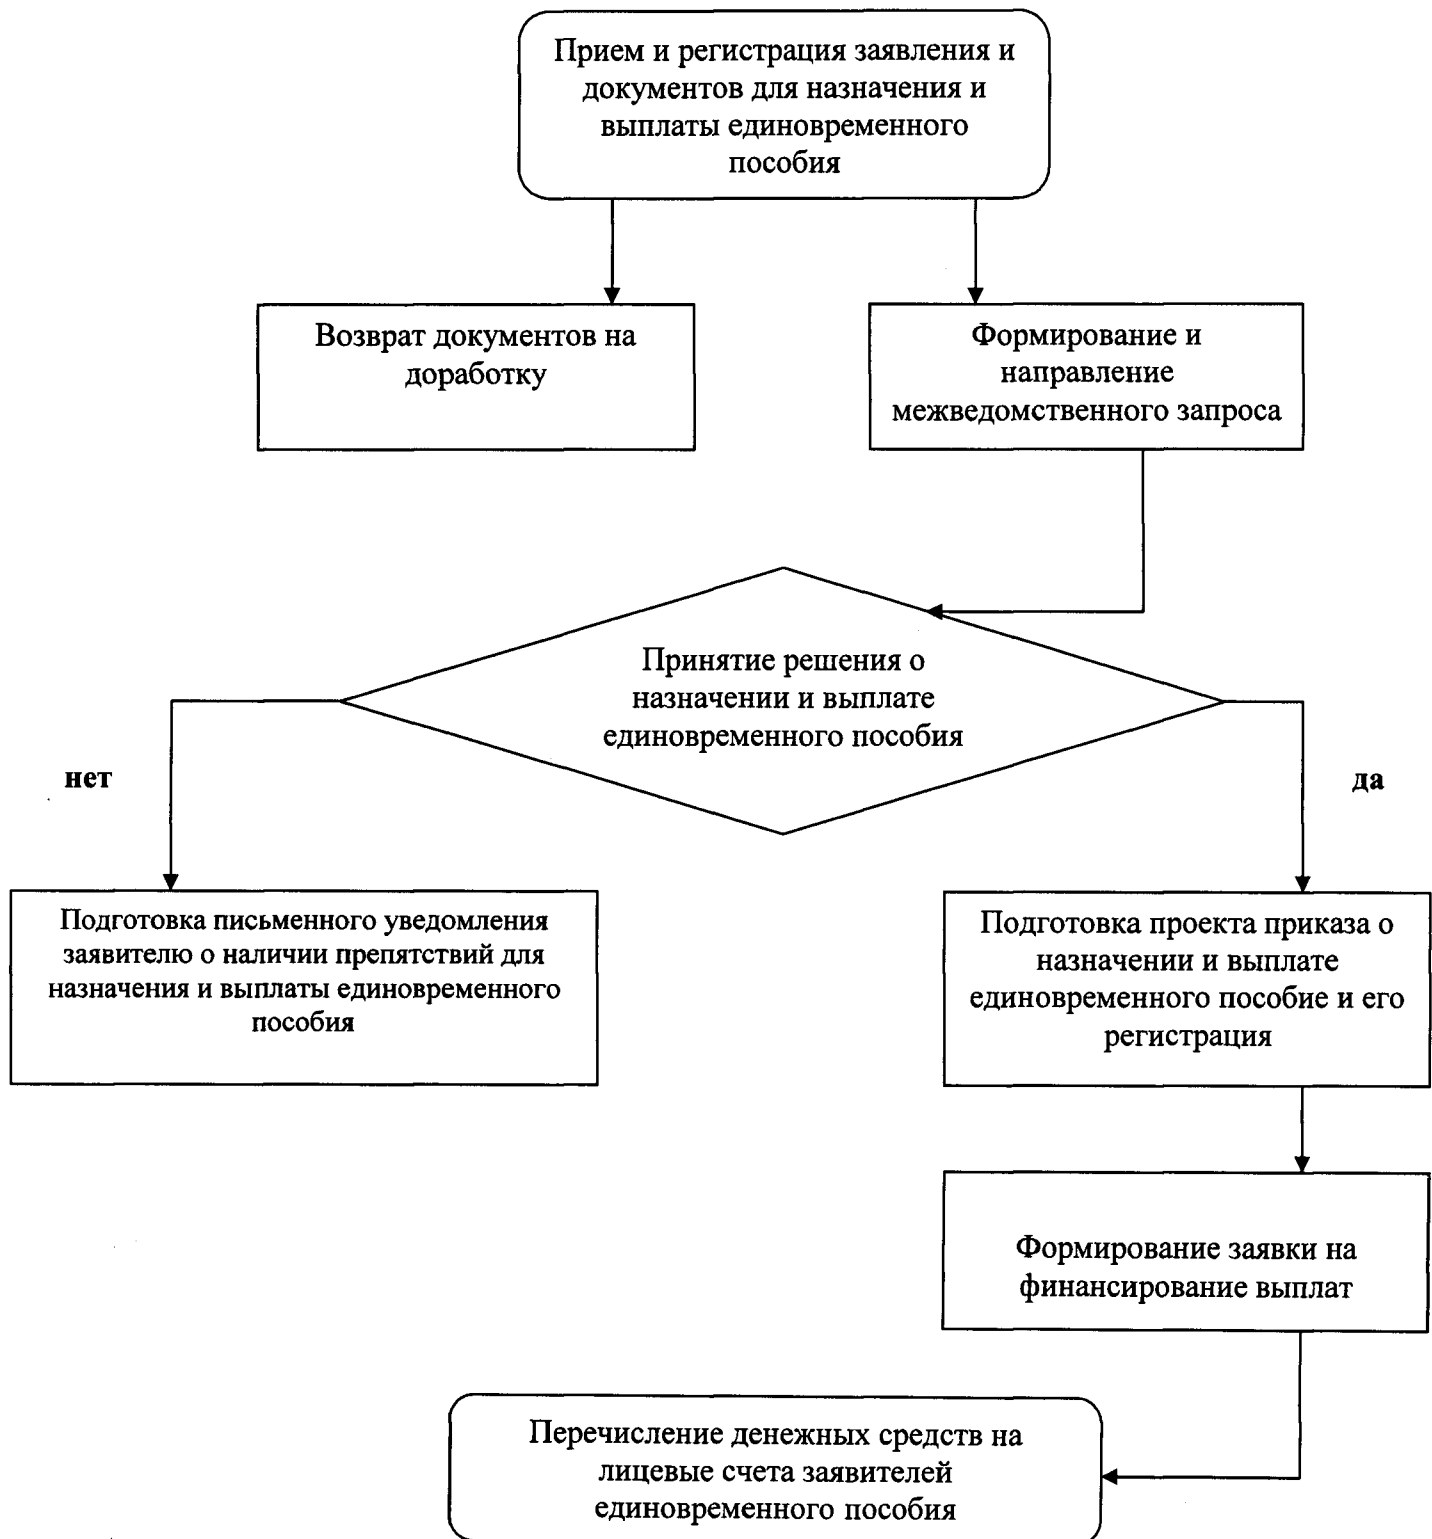 Прием и регистрация заявления и
документов для назначения и
выплаты единовременного
пособия
Возврат документов на
доработку
Формирование и
направление
межведомственного запроса
Принятие решения о
назначении и выплате
единовременного пособия
нет
да
Подготовка письменного уведомления
заявителю о наличии препятствий для
назначения и выплаты единовременного
пособия
Подготовка проекта приказа о
назначении и выплате
единовременного пособие и его
регистрация
Формирование заявки на
финансирование выплат
Перечисление денежных средств на
лицевые счета заявителей
единовременного пособия